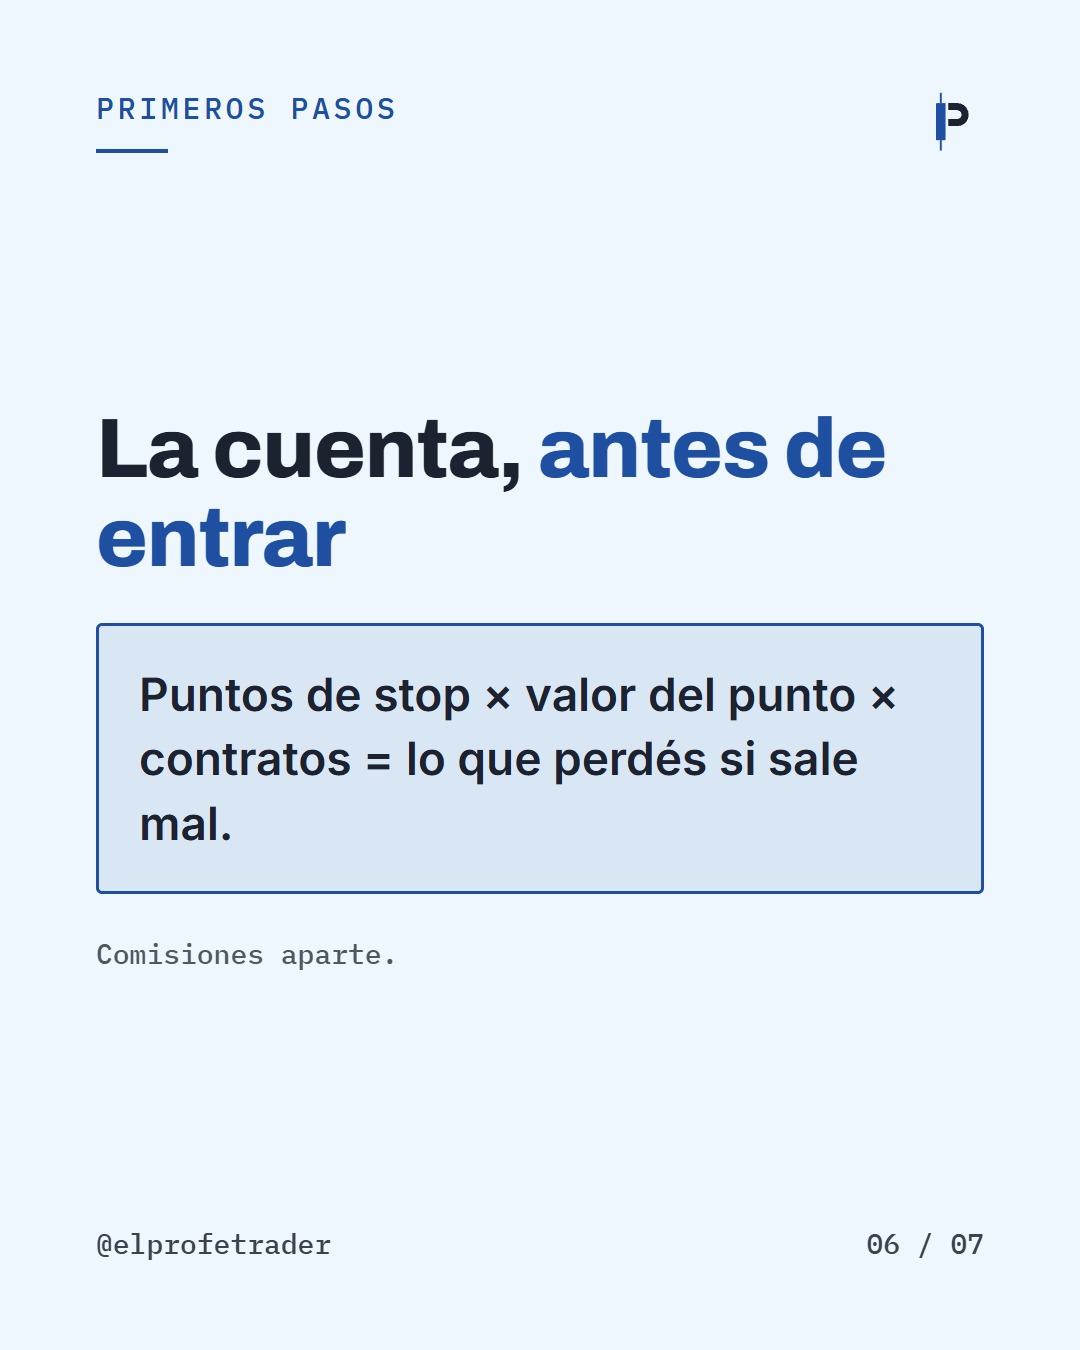 PRIMEROS PASOS
La cuenta, antes de
entrar
Puntos de stop × valor del punto ×
contratos = lo que perdés si sale
mal.
Comisiones aparte.
@elprofetrader
06 / 07